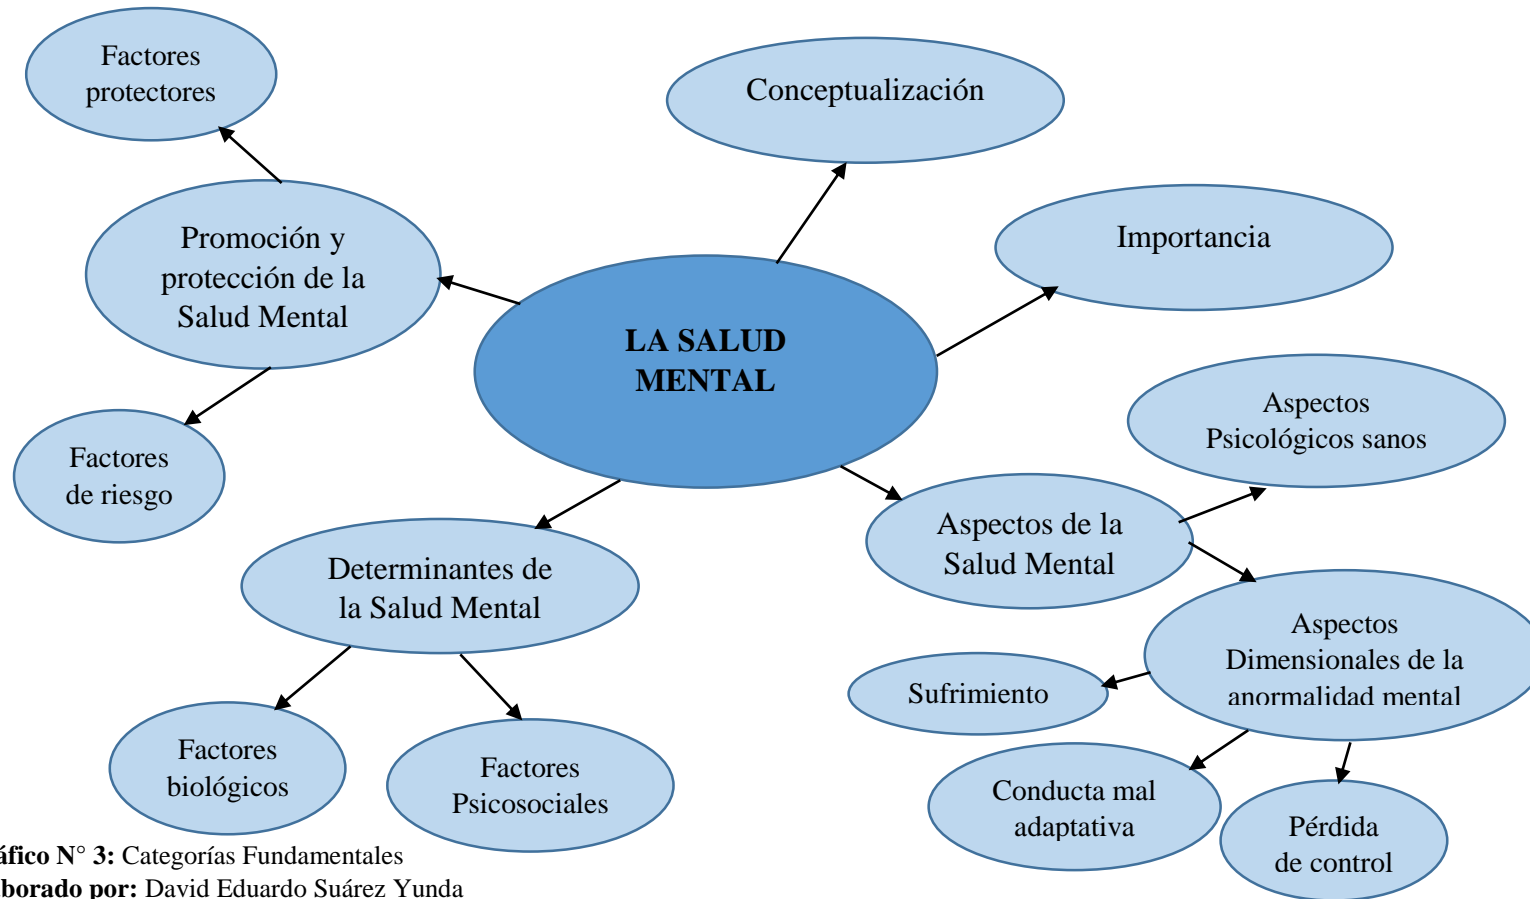 Factores
protectores
Conceptualización
Promoción y
protección de la
Salud Mental
Importancia
LA SALUD
MENTAL
Aspectos
Psicológicos sanos
Factores
de riesgo
Aspectos de la
Salud Mental
Determinantes de
la Salud Mental
Aspectos
Dimensionales de la
anormalidad mental
Sufrimiento
Factores
biológicos
Factores
Psicosociales
Conducta mal
adaptativa
Pérdida
de control
áfico N° 3: Categorías Fundamentales
aborado por: David Eduardo Suárez Yunda